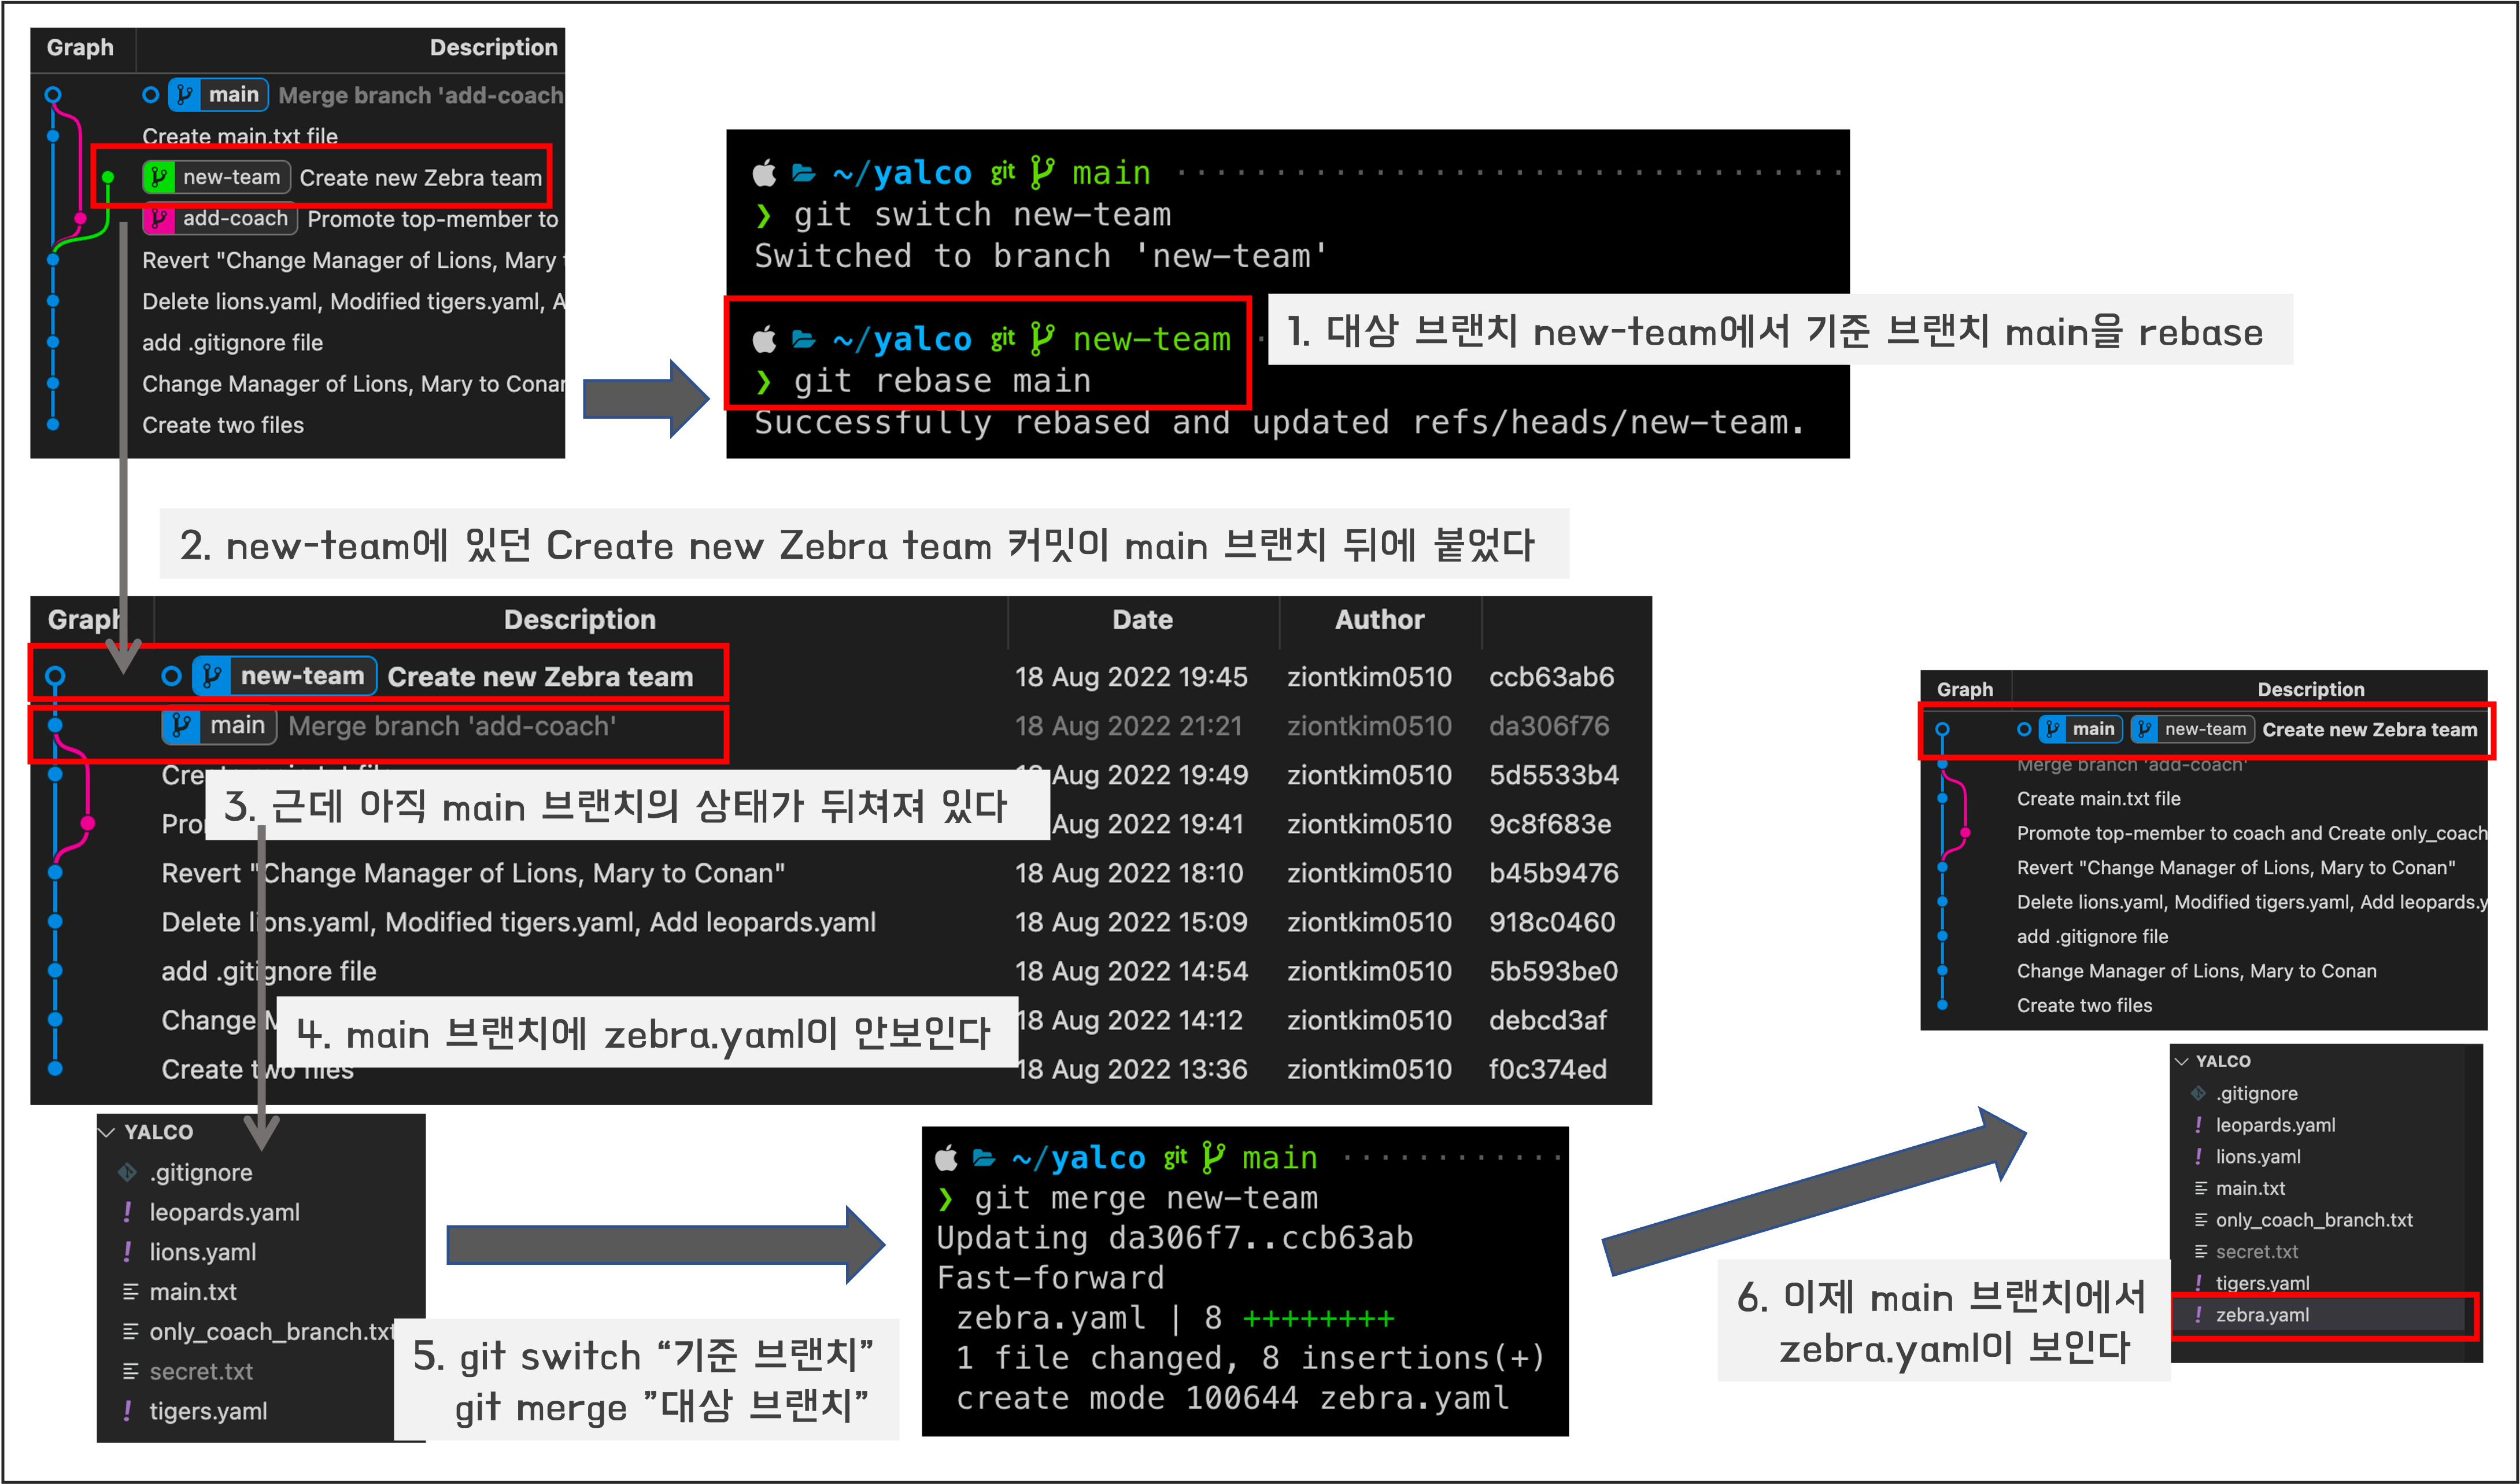 Graph Description
main Merge branch 'add-coach
Create main.txt file
new-team Create new Zebra team
add-coach Promote top-member to
Revert "Change Manager of Lions, Mary
Delete lions.yaml, Modified tigers.yaml, A
add .gitignore file
Change Manager of Lions, Mary to Conan
Create two files
~/yalco git main
❯ git switch new-team
Switched to branch 'new-team'
~/yalco git new-team
❯ git rebase main
Successfully rebased and updated refs/heads/new-team.
1. 대상 브랜치 new-team에서 기준 브랜치 main을 rebase
2. new-team에 있던 Create new Zebra team 커밋이 main 브랜치 뒤에 붙었다
Graph Description Date Author
new-team Create new Zebra team 18 Aug 2022 19:45 ziontkim0510 ccb63ab6
main Merge branch 'add-coach' 18 Aug 2022 21:21 ziontkim0510 da306f76
Create main.txt file 18 Aug 2022 19:49 ziontkim0510 5d5533b4
3. 근데 아직 main 브랜치의 상태가 뒤쳐져 있다
Pro Aug 2022 19:41 ziontkim0510 9c8f683e
Revert "Change Manager of Lions, Mary to Conan" 18 Aug 2022 18:10 ziontkim0510 b45b9476
Delete lions.yaml, Modified tigers.yaml, Add leopards.yaml 18 Aug 2022 15:09 ziontkim0510 918c0460
add .gitignore file 18 Aug 2022 14:54 ziontkim0510 5b593be0
Change M 18 Aug 2022 14:12 ziontkim0510 debcd3af
4. main 브랜치에 zebra.yaml이 안보인다
Create two files 18 Aug 2022 13:36 ziontkim0510 f0c374ed
YALCO
.gitignore
! leopards.yaml
! lions.yaml
main.txt
only_coach_branch.txt
secret.txt
! tigers.yaml
5. git switch “기준 브랜치”
git merge ”대상 브랜치”
~/yalco git main
❯ git merge new-team
Updating da306f7..ccb63ab
Fast-forward
zebra.yaml | 8 ++++++++
1 file changed, 8 insertions(+)
create mode 100644 zebra.yaml
Graph Description
main new-team Create new Zebra team
Merge branch 'add-coach'
Create main.txt file
Promote top-member to coach and Create only_coach
Revert "Change Manager of Lions, Mary to Conan"
Delete lions.yaml, Modified tigers.yaml, Add leopards.y
add .gitignore file
Change Manager of Lions, Mary to Conan
Create two files
YALCO
.gitignore
! leopards.yaml
! lions.yaml
main.txt
only_coach_branch.txt
secret.txt
! tigers.yaml
! zebra.yaml
6. 이제 main 브랜치에서
zebra.yaml이 보인다